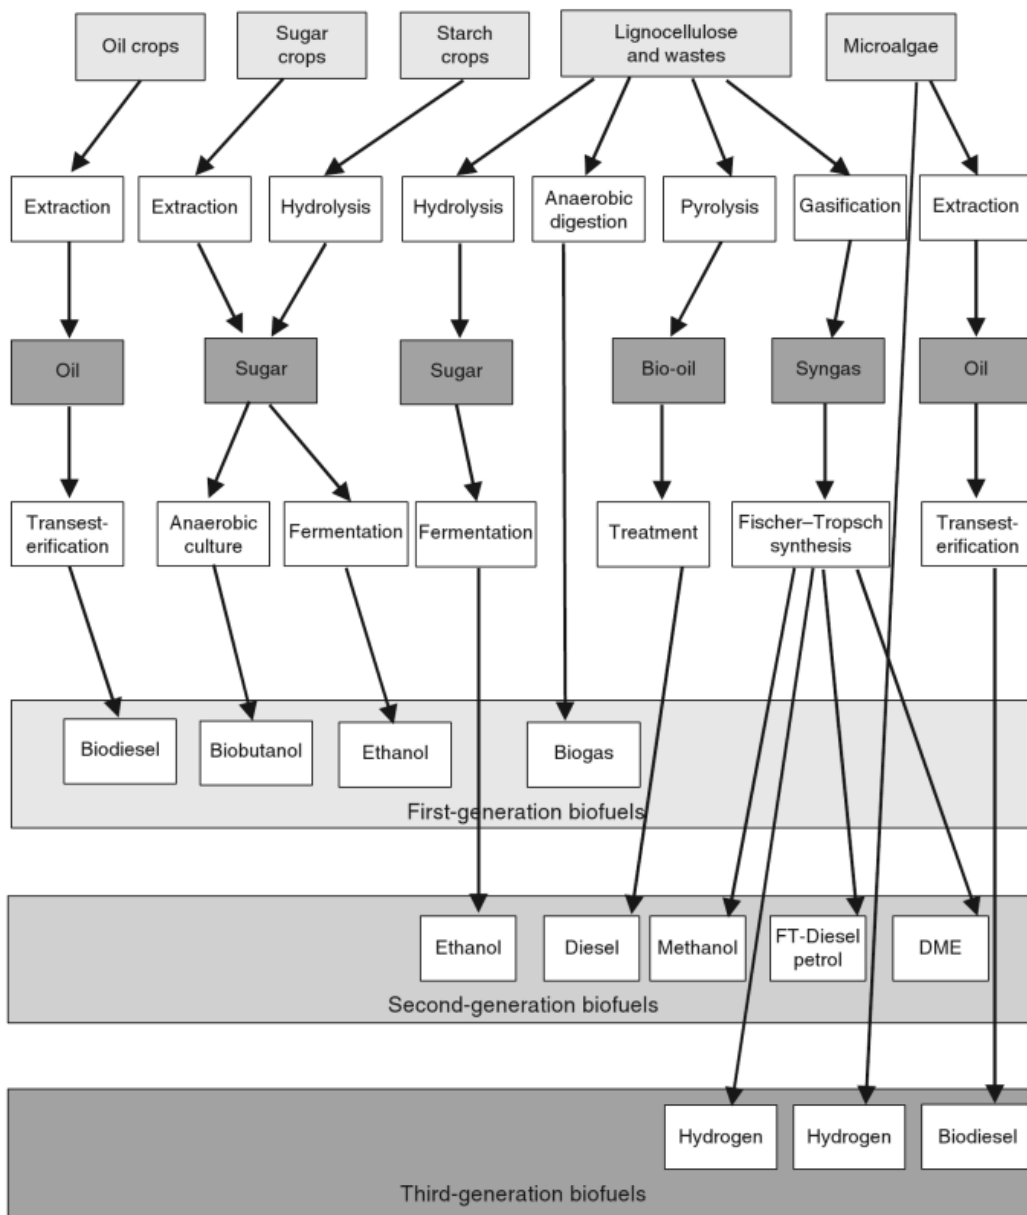 Oil crops
Sugar
crops
Starch
crops
Lignocellulose
and wastes
Microalgae
Extraction
Extraction
Hydrolysis
Hydrolysis
Anaerobic
digestion
Pyrolysis
Gasification
Extraction
Oil
Sugar
Sugar
Bio-oil
Syngas
Oil
Transest-
erification
Anaerobic
culture
Fermentation
Fermentation
Treatment
Fischer–Tropsch
synthesis
Transest-
erification
Biodiesel
Biobutanol
Ethanol
Biogas
First-generation biofuels
Ethanol
Diesel
Methanol
FT-Diesel
petrol
DME
Second-generation biofuels
Hydrogen
Hydrogen
Biodiesel
Third-generation biofuels